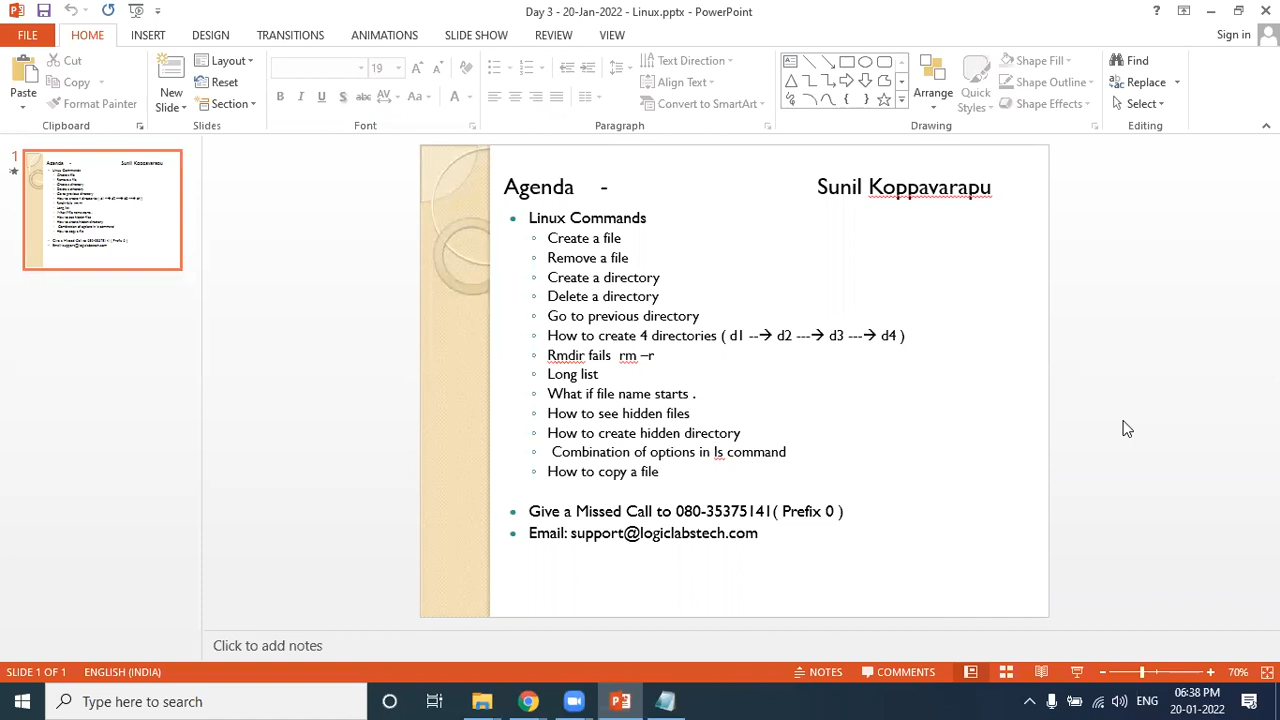 Day 3 - 20-Jan-2022 - Linux.pptx - PowerPoint
?
FILE HOME INSERT DESIGN TRANSITIONS ANIMATIONS SLIDE SHOW REVIEW VIEW Sign in
Paste
Cut
Copy
Format Painter
Clipboard
New Slide
Layout
Reset
Section
Slides
19
B I U S abc AV Aa A
Font
Text Direction
Align Text
Convert to SmartArt
Paragraph
Arrange
Quick Styles
Shape Fill
Shape Outline
Shape Effects
Drawing
Find
Replace
Select
Editing
1
Agenda - Sunil Koppavarapu
Linux Commands
Create a file
Remove a file
Create a directory
Delete a directory
Go to previous directory
How to create 4 directories ( d1 --→ d2 ---→ d3 ---→ d4 )
Rmdir fails rm –r
Long list
What if file name starts .
How to see hidden files
How to create hidden directory
Combination of options in ls command
How to copy a file
Give a Missed Call to 080-35375141( Prefix 0 )
Email: support@logiclabstech.com
Click to add notes
SLIDE 1 OF 1 ENGLISH (INDIA) NOTES COMMENTS 70%
Type here to search
ENG
06:38 PM
20-01-2022